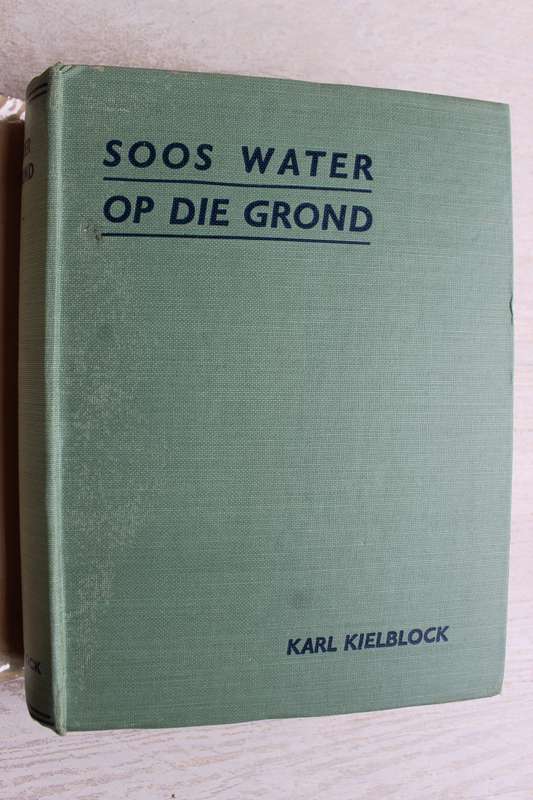 SOOS WATER
OP DIE GROND
KARL KIELBLOCK